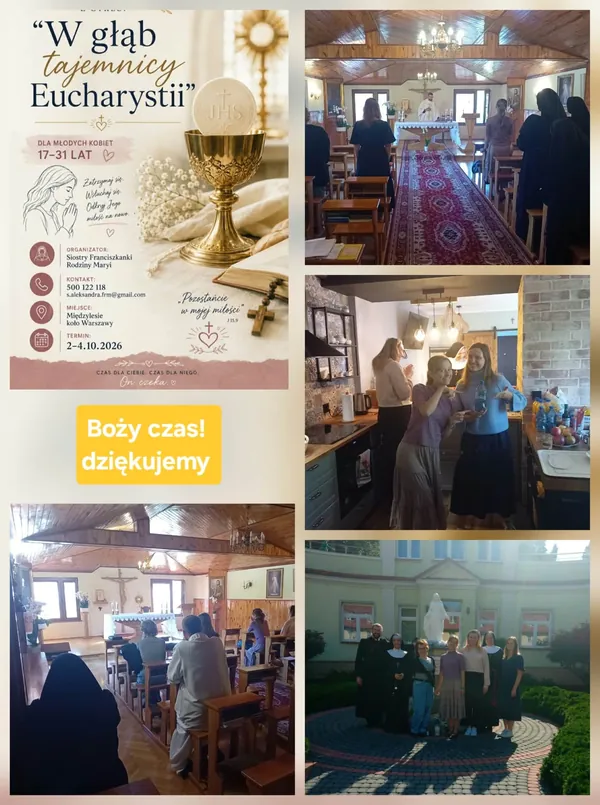 “W głąb
tajemnicy
Eucharystii”
DLA MŁODYCH KOBIET
17–31 LAT
Zatrzymaj się.
Wsłuchaj się.
Odkryj Jego
miłość na nowo.
ORGANIZATOR:
Siostry Franciszkanki
Rodziny Maryi
KONTAKT:
500 122 118
s.aleksandra.frm@gmail.com
MIEJSCE:
Międzylesie
koło Warszawy
TERMIN:
2–4.10.2026
IHS
„Pozostańcie
w mojej miłości”
J 15,9
CZAS DLA CIEBIE. CZAS DLA NIEGO.
On czeka
Boży czas!
dziękujemy